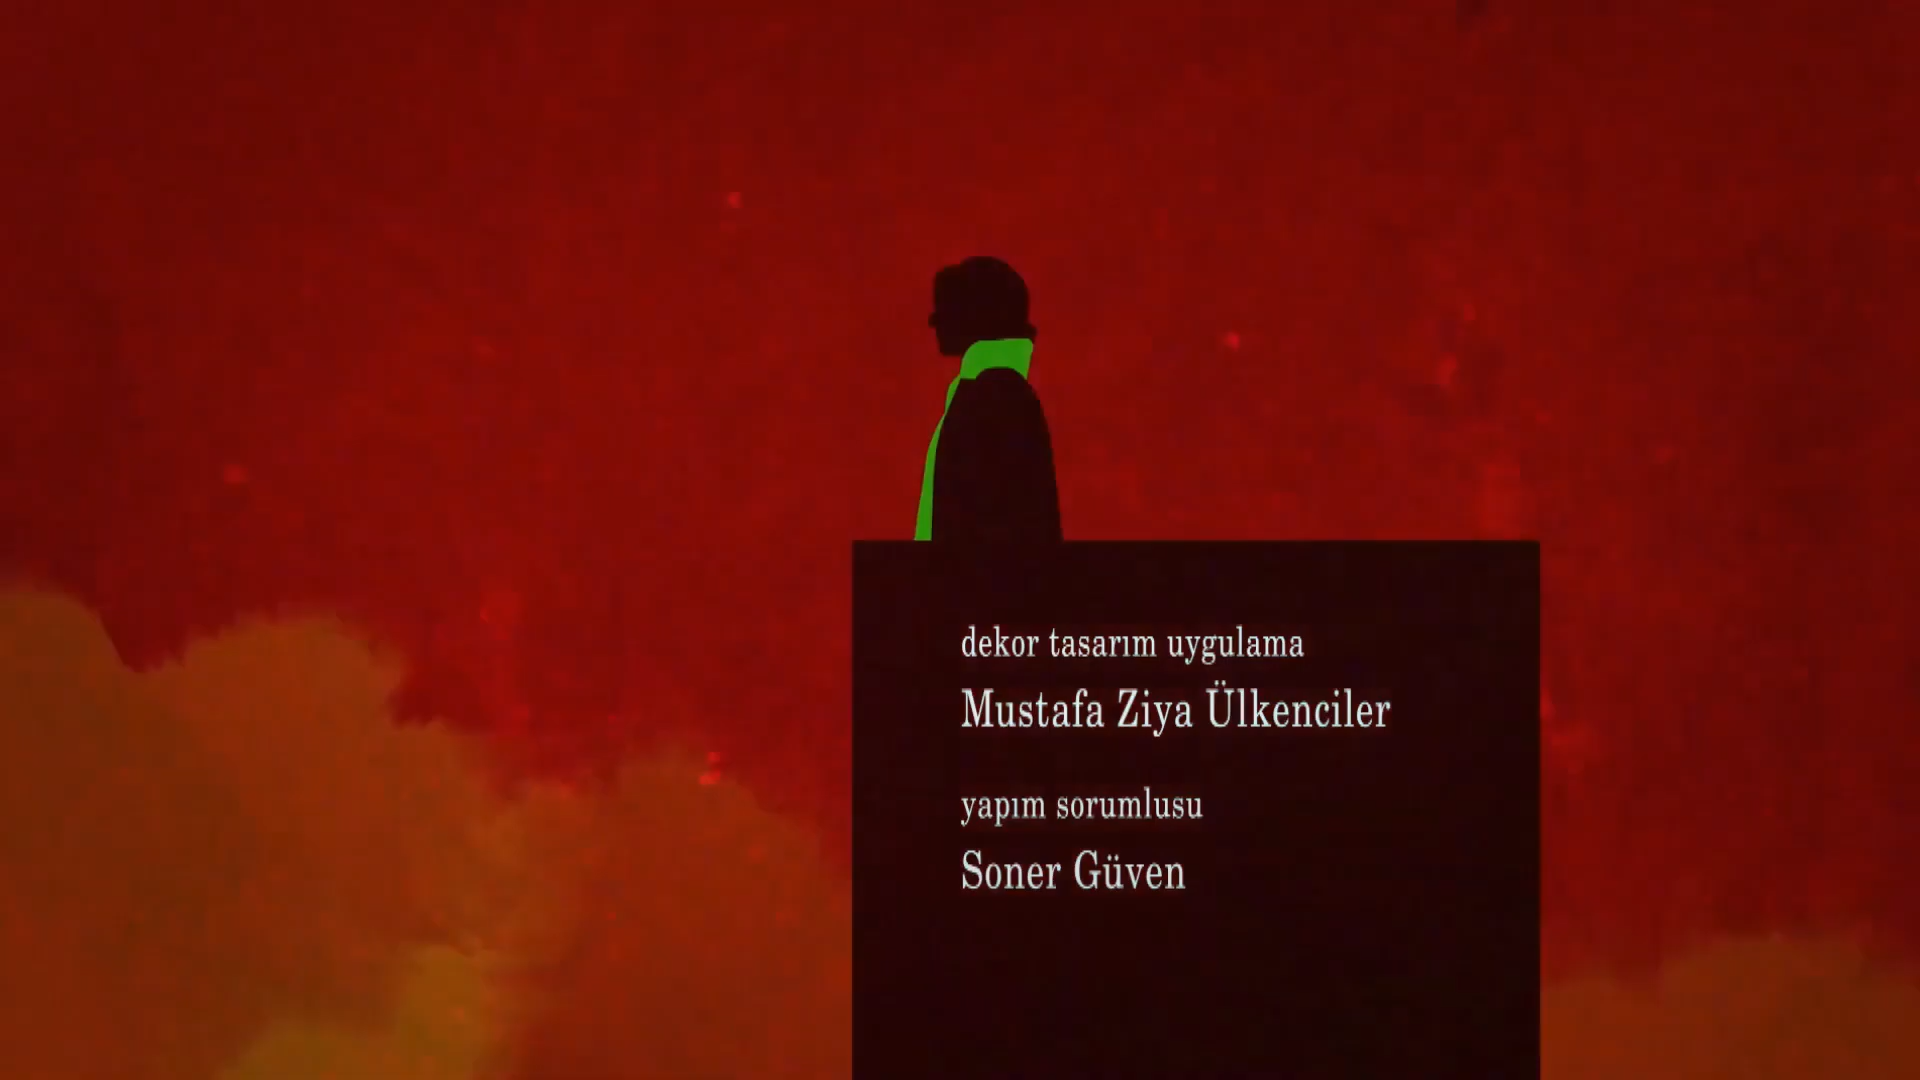 dekor tasarım uygulama
Mustafa Ziya Ülkenciler
yapım sorumlusu
Soner Güven